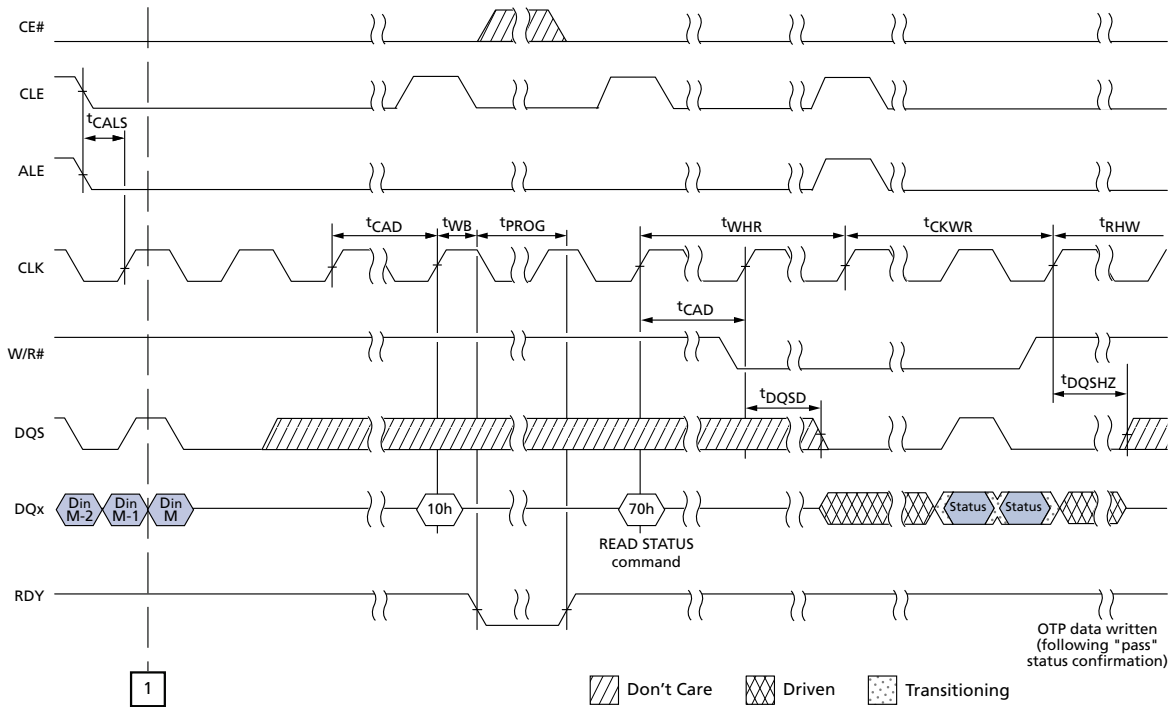 CE#
CLE
tCALS
ALE
tCAD
tWB
tPROG
tWHR
tCKWR
tRHW
CLK
tCAD
W/R#
tDQSD
tDQSHZ
DQS
DQx
Din
M-2
Din
M-1
Din
M
10h
70h
Status
Status
READ STATUS
command
RDY
OTP data written
(following "pass"
status confirmation)
1
Don't Care
Driven
Transitioning